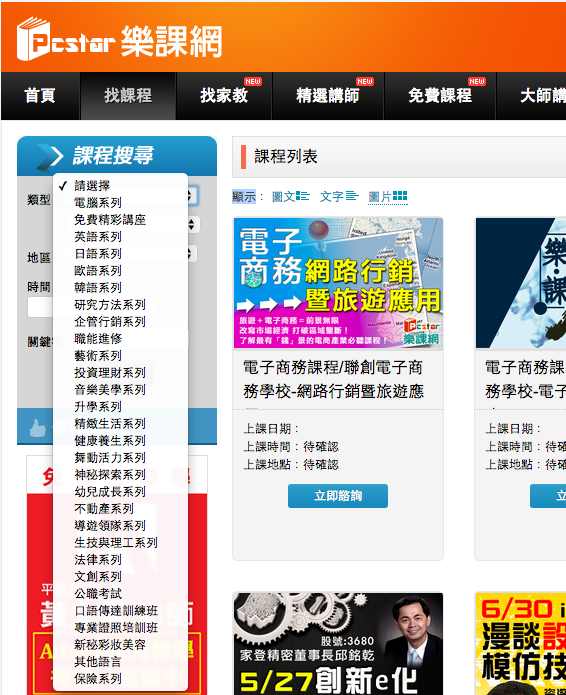 Pcstar 樂課網
首頁
找課程
找家教
NEW
精選講師
NEW
免費課程
NEW
大師講
課程搜尋
類型
地區
時間
關鍵
✓ 請選擇
電腦系列
免費精彩講座
英語系列
日語系列
歐語系列
韓語系列
研究方法系列
企管行銷系列
職能進修
藝術系列
投資理財系列
音樂美學系列
升學系列
精緻生活系列
健康養生系列
舞動活力系列
神秘探索系列
幼兒成長系列
不動產系列
導遊領隊系列
生技與理工系列
法律系列
文創系列
公職考試
口語傳達訓練班
專業證照培訓班
新秘彩妝美容
其他語言
保險系列
課程列表
顯示： 圖文 文字 圖片
電子
商務
網路行銷
暨旅遊應用
旅遊＋電子商務＝前景無限
改寫市場經濟 打破區域壟斷！
了解最有「錢」景的電商產業必聽課程！
Pcstar
樂課網
電子商務課程/聯創電子商
務學校-網路行銷暨旅遊應
上課日期：
上課時間：待確認
上課地點：待確認
立即諮詢
樂
課
電子商務課
務學校-電子
上課日期：
上課時間：
上課地點：
立
股號:3680
家登精密董事長邱銘乾
5/27創新e化
6/30 i
漫談設
模仿技